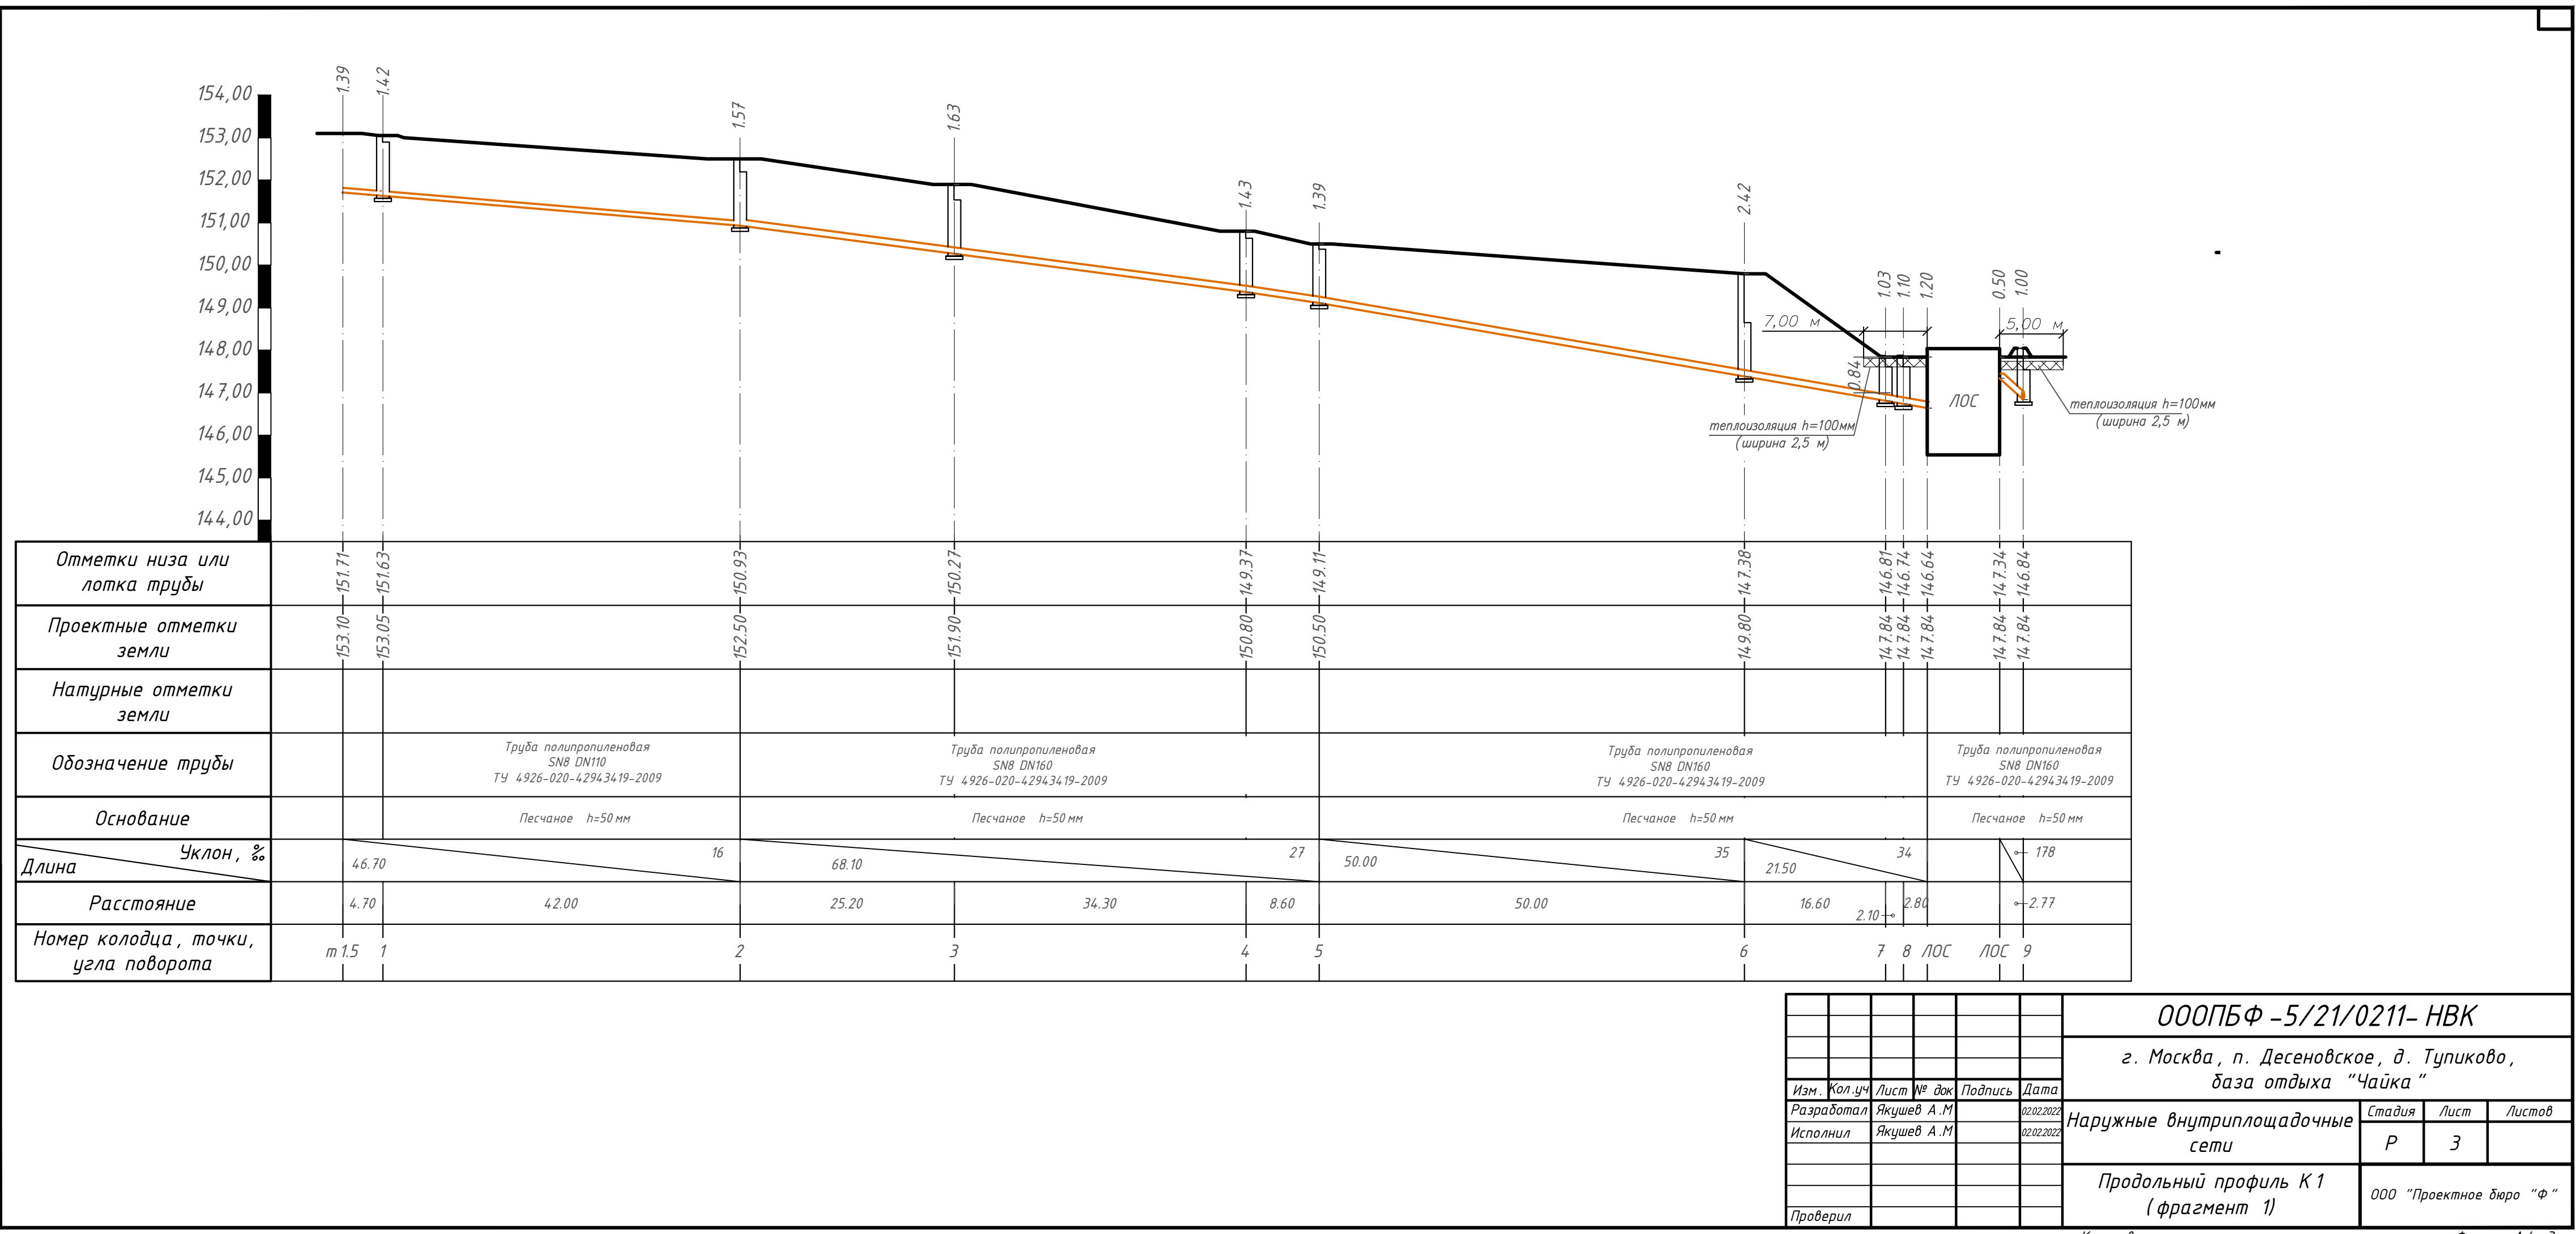 1.39
1.42
1.57
1.63
1.43
1.39
2.42
1.03
1.10
1.20
0.50
1.00
154,00
153,00
152,00
151,00
150,00
149,00
148,00
147,00
146,00
145,00
144,00
7,00 м
5,00 м
0.84
ЛОС
теплоизоляция h=100мм
(ширина 2,5 м)
теплоизоляция h=100мм
(ширина 2,5 м)
Отметки низа или
лотка трубы
151.71 151.63 150.93 150.27 149.37 149.11 147.38 146.81 146.74 146.64 147.34 146.84
Проектные отметки
земли
153.10 153.05 152.50 151.90 150.80 150.50 149.80 147.84 147.84 147.84 147.84 147.84
Натурные отметки
земли
Обозначение трубы
Труба полипропиленовая
SN8 DN110
ТУ 4926-020-42943419-2009
Труба полипропиленовая
SN8 DN160
ТУ 4926-020-42943419-2009
Труба полипропиленовая
SN8 DN160
ТУ 4926-020-42943419-2009
Труба полипропиленовая
SN8 DN160
ТУ 4926-020-42943419-2009
Основание
Песчаное h=50 мм
Песчаное h=50 мм
Песчаное h=50 мм
Песчаное h=50 мм
Уклон, ‰
Длина
46.70 16 68.10 27 50.00 35 21.50 34 178
Расстояние
4.70 42.00 25.20 34.30 8.60 50.00 16.60 2.10 2.80 2.77
Номер колодца, точки,
угла поворота
т1.5 1 2 3 4 5 6 7 8 ЛОС ЛОС 9
ОООПБФ-5/21/0211-НВК
г. Москва, п. Десеновское, д. Тупиково,
база отдыха "Чайка"
Изм. Кол.уч Лист № док Подпись Дата
Разработал Якушев А.М 02.02.2022
Исполнил Якушев А.М 02.02.2022
Проверил
Наружные внутриплощадочные
сети
Стадия Лист Листов
Р 3
Продольный профиль К1
(фрагмент 1)
ООО "Проектное бюро "Ф"